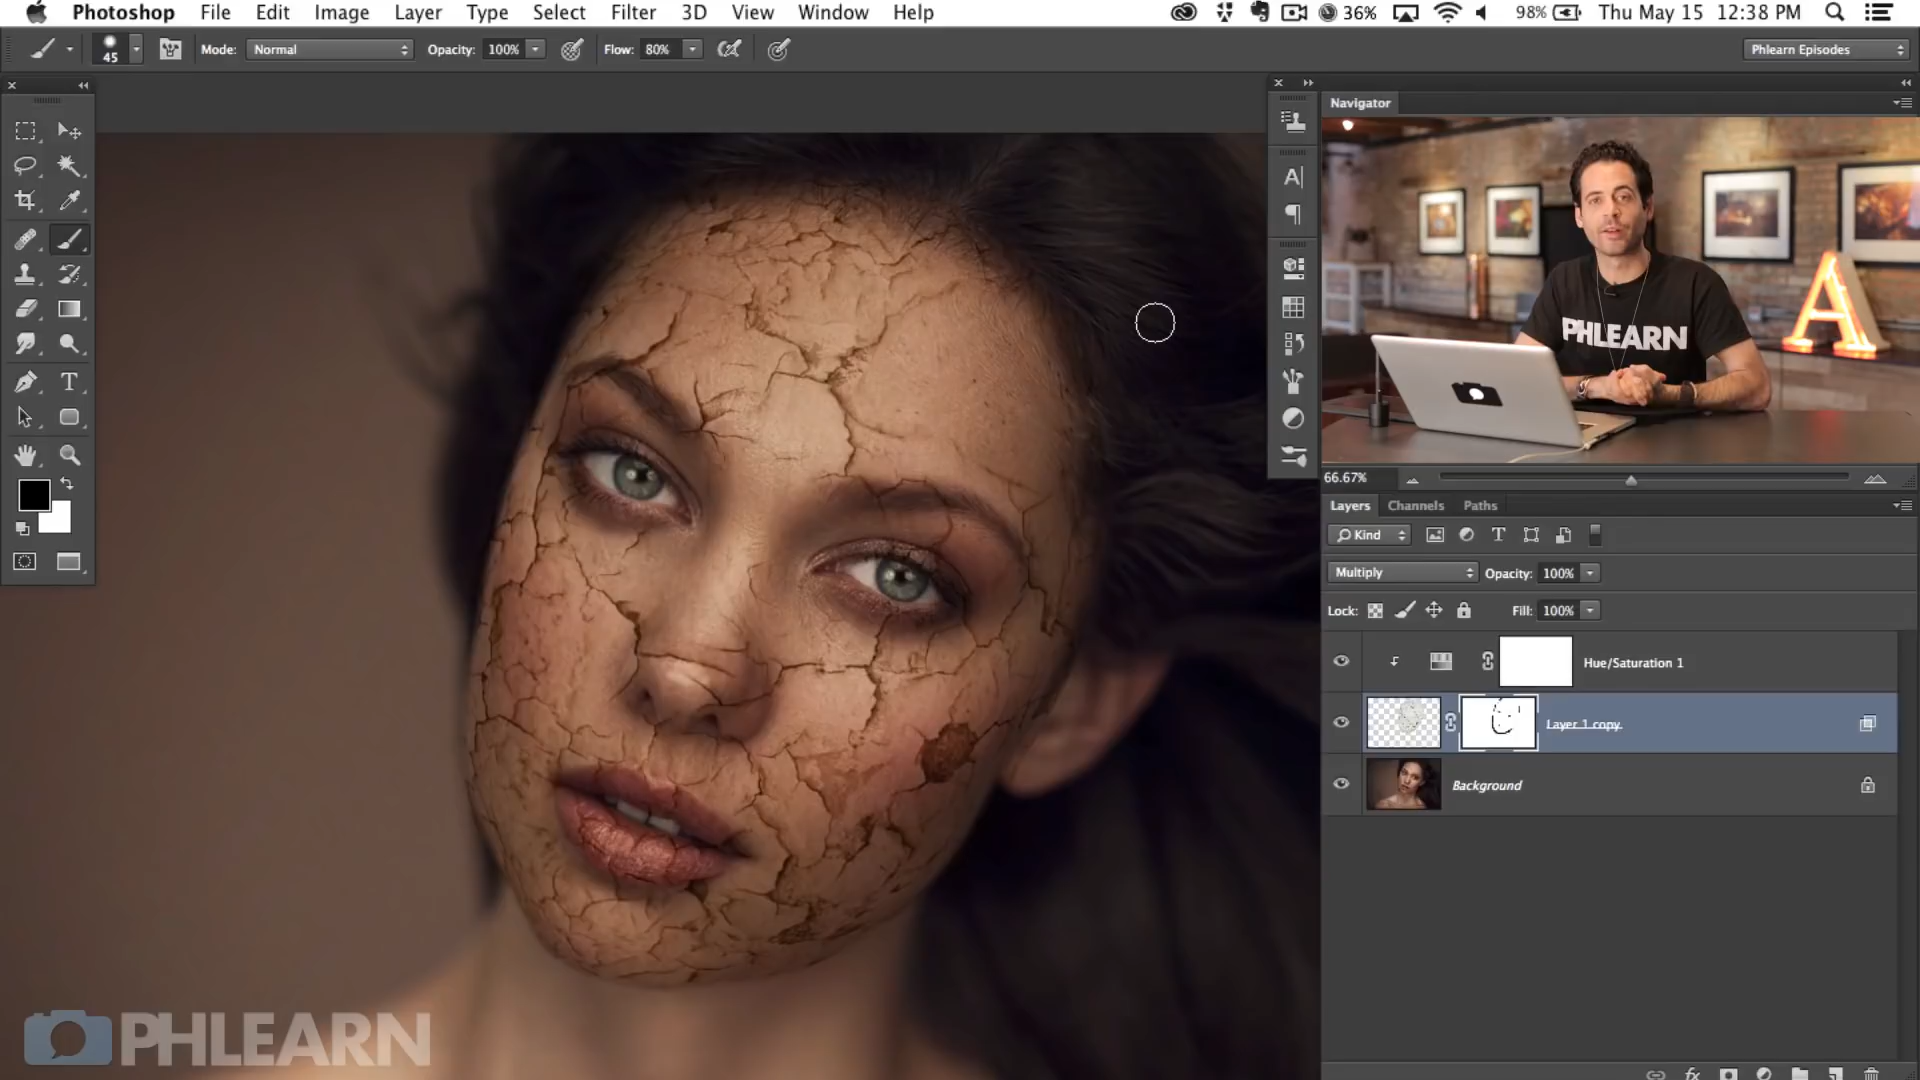 Photoshop File Edit Image Layer Type Select Filter 3D View Window Help 36% 98% Thu May 15 12:38 PM
45 Mode: Normal Opacity: 100% Flow: 80% Phlearn Episodes
Navigator
A
PHLEARN
66.67%
Layers Channels Paths
Kind
Multiply Opacity: 100%
Lock: Fill: 100%
Hue/Saturation 1
Layer 1 copy
Background
PHLEARN